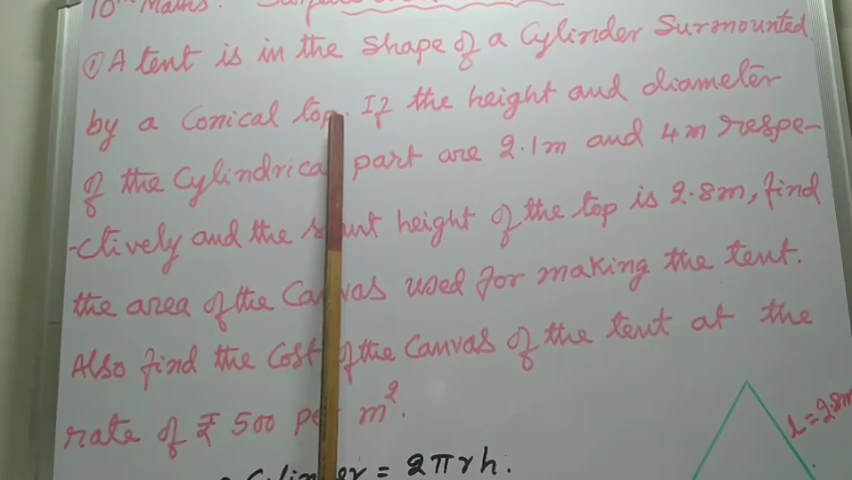 10th Maths.
① A tent is in the shape of a Cylinder Surmounted
by a Conical top. If the height and diameter
of the Cylindrical part are 2.1m and 4m respe-
-ctively and the slant height of the top is 2.8m, find
the area of the Canvas used for making the tent.
Also find the Cost of the Canvas of the tent at the
rate of ₹ 500 per m².
l = 2.8m
= 2πrh.